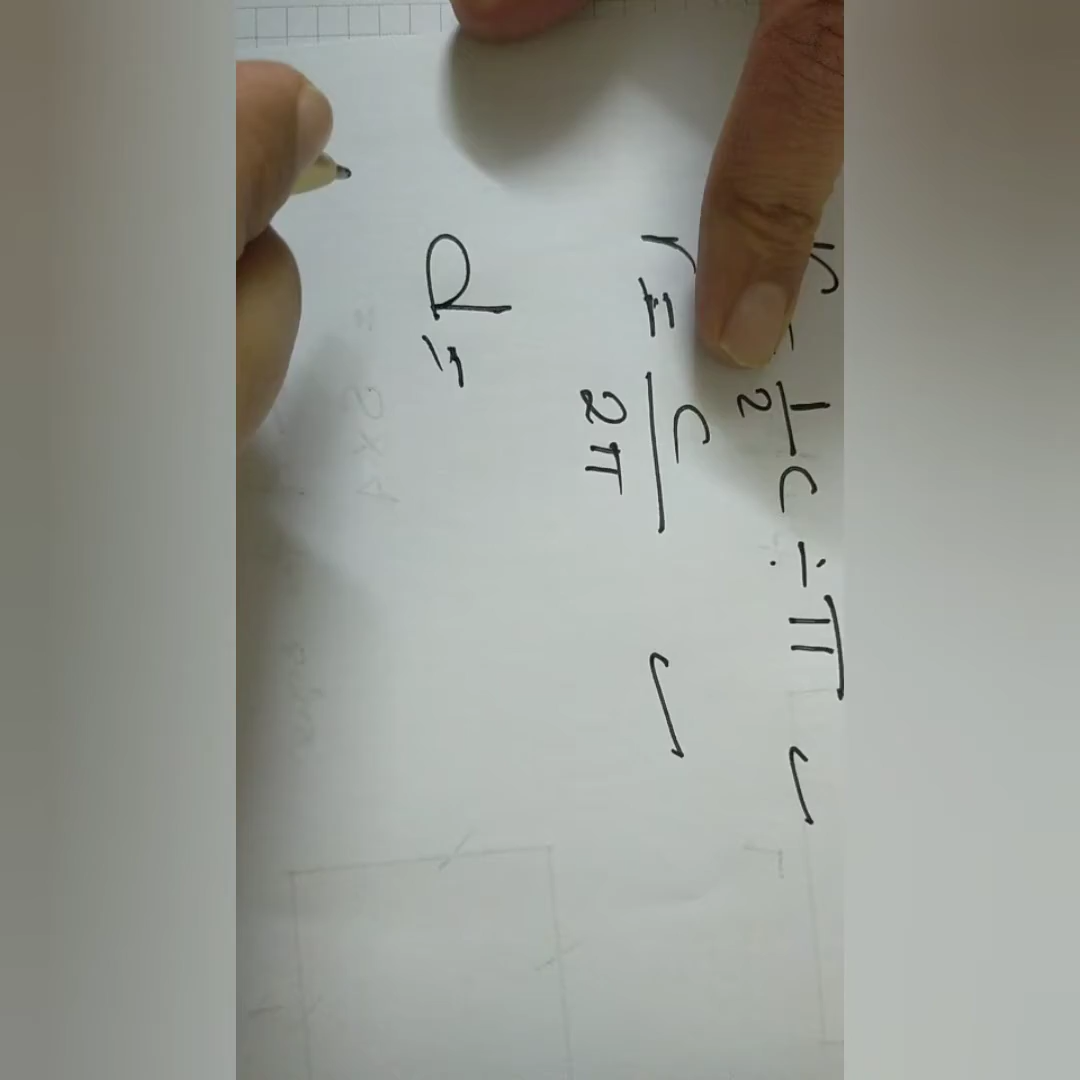 r = 1/2 C ÷ π ✓
r = C/2π ✓
d =